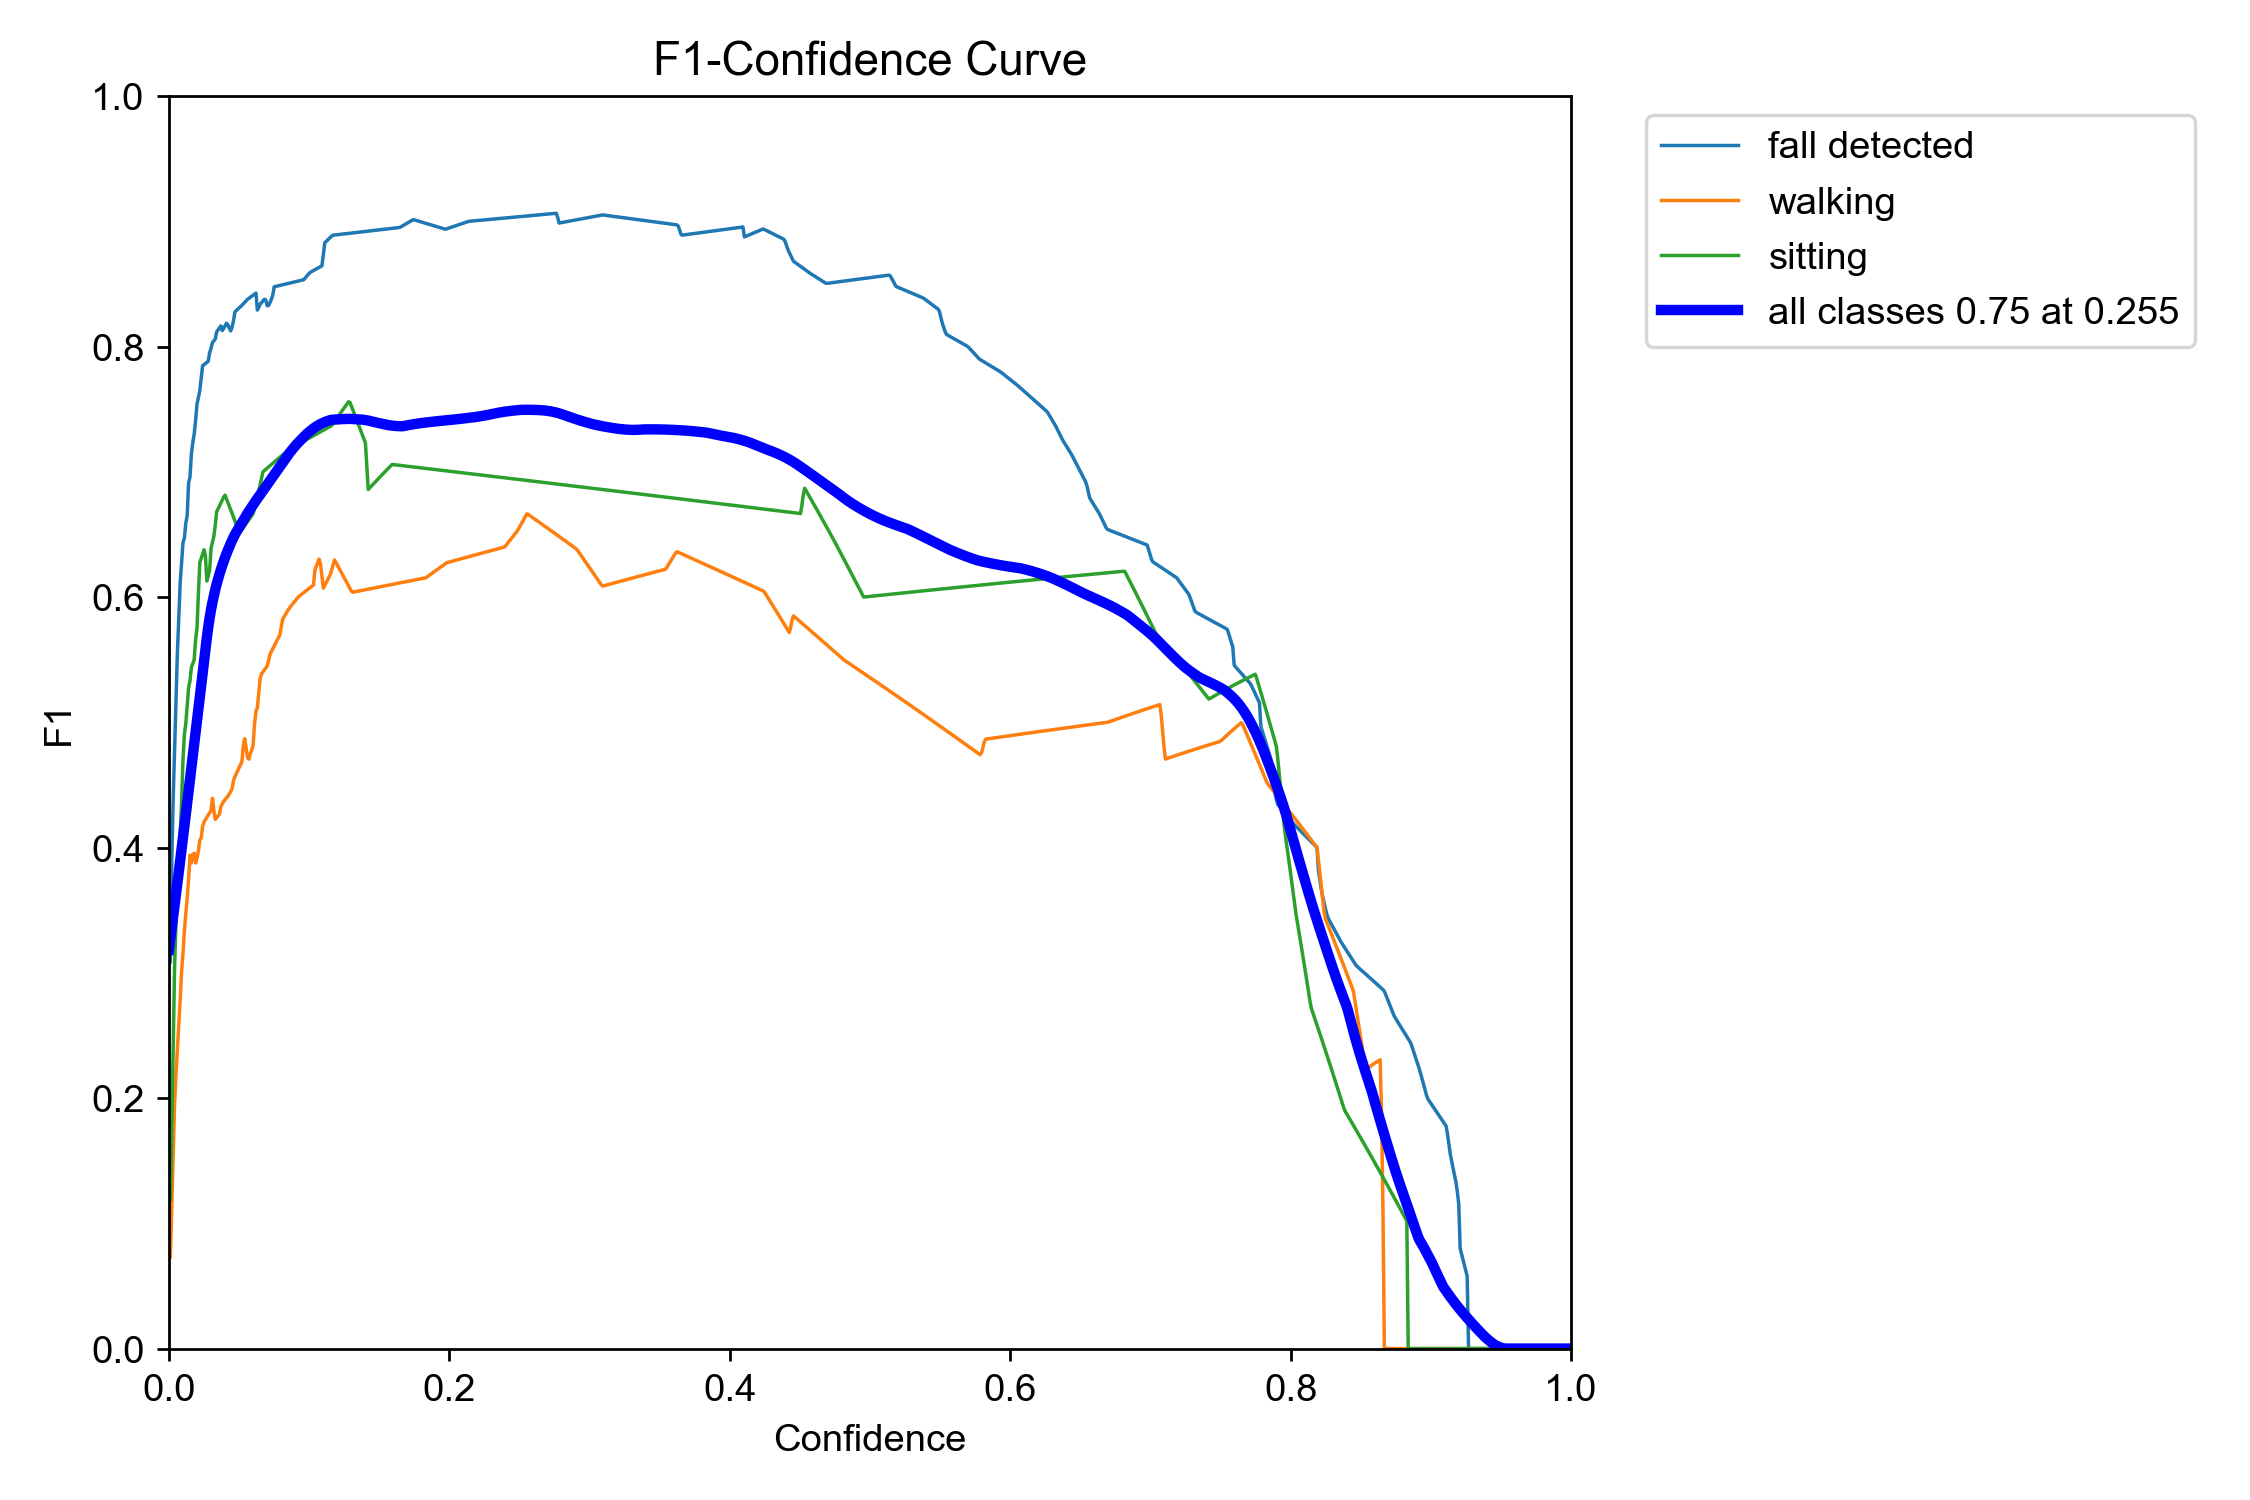 F1-Confidence Curve
1.0
0.8
0.6
0.4
0.2
0.0
F1
0.0 0.2 0.4 0.6 0.8 1.0
Confidence
fall detected
walking
sitting
all classes 0.75 at 0.255